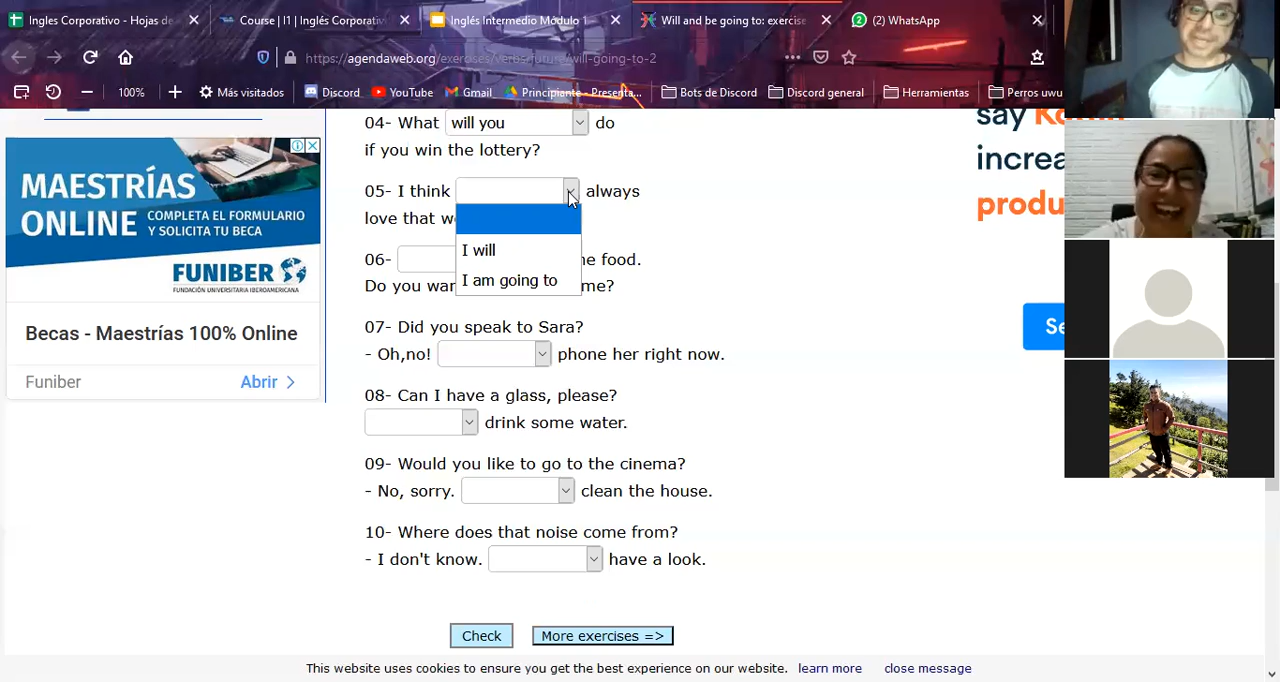 Ingles Corporativo - Hojas de
Course | I1 | Inglés Corporativ
Inglés Intermedio Módulo 1 -
Will and be going to: exercise
(2) WhatsApp
https://agendaweb.org/exercises/verbs/future/will-going-to-2
100%
Más visitados
Discord
YouTube
Gmail
Principiante - Presenta...
Bots de Discord
Discord general
Herramientas
Perros uwu
04- What will you do
if you win the lottery?
05- I think always
love that
I will
I am going to
06- he food.
Do you me?
07- Did you speak to Sara?
- Oh,no! phone her right now.
08- Can I have a glass, please?
drink some water.
09- Would you like to go to the cinema?
- No, sorry. clean the house.
10- Where does that noise come from?
- I don't know. have a look.
Check
More exercises =>
MAESTRÍAS
ONLINE
COMPLETA EL FORMULARIO
Y SOLICITA TU BECA
FUNIBER
FUNDACIÓN UNIVERSITARIA IBEROAMERICANA
Becas - Maestrías 100% Online
Funiber
Abrir
say
increa
produ
Se
This website uses cookies to ensure you get the best experience on our website. learn more close message